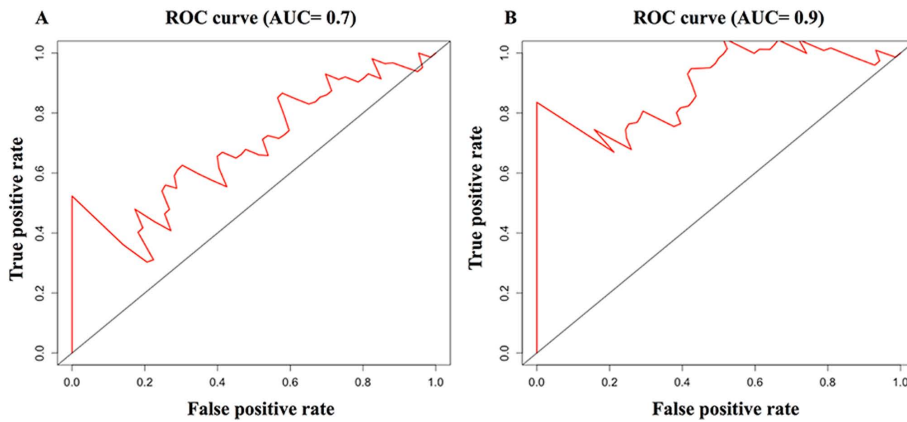 A
ROC curve (AUC= 0.7)
True positive rate
1.0
0.8
0.6
0.4
0.2
0.0
0.0 0.2 0.4 0.6 0.8 1.0
False positive rate
B
ROC curve (AUC= 0.9)
True positive rate
1.0
0.8
0.6
0.4
0.2
0.0
0.0 0.2 0.4 0.6 0.8 1.0
False positive rate